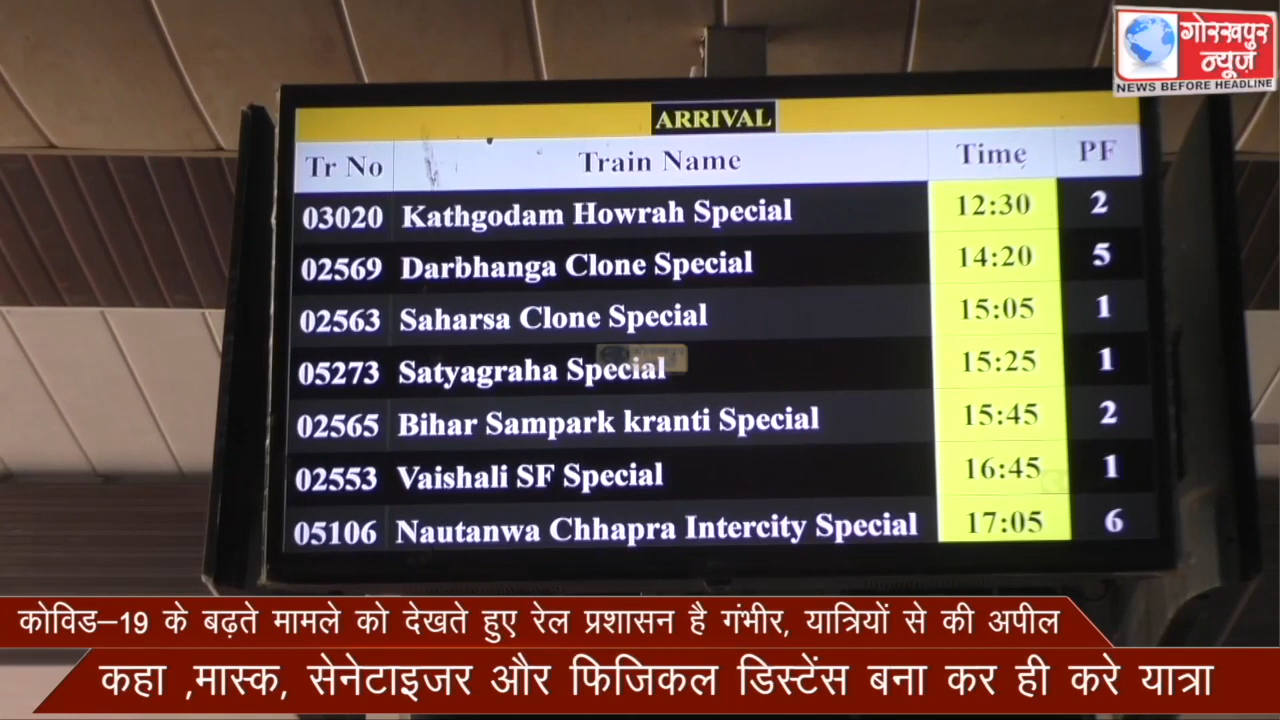 गोरखपुर
न्यूज़
NEWS BEFORE HEADLINE
ARRIVAL
Tr No Train Name Time PF
03020 Kathgodam Howrah Special 12:30 2
02569 Darbhanga Clone Special 14:20 5
02563 Saharsa Clone Special 15:05 1
05273 Satyagraha Special 15:25 1
02565 Bihar Sampark kranti Special 15:45 2
02553 Vaishali SF Special 16:45 1
05106 Nautanwa Chhapra Intercity Special 17:05 6
कोविड–19 के बढ़ते मामले को देखते हुए रेल प्रशासन है गंभीर, यात्रियों से की अपील
कहा ,मास्क, सेनेटाइजर और फिजिकल डिस्टेंस बना कर ही करे यात्रा